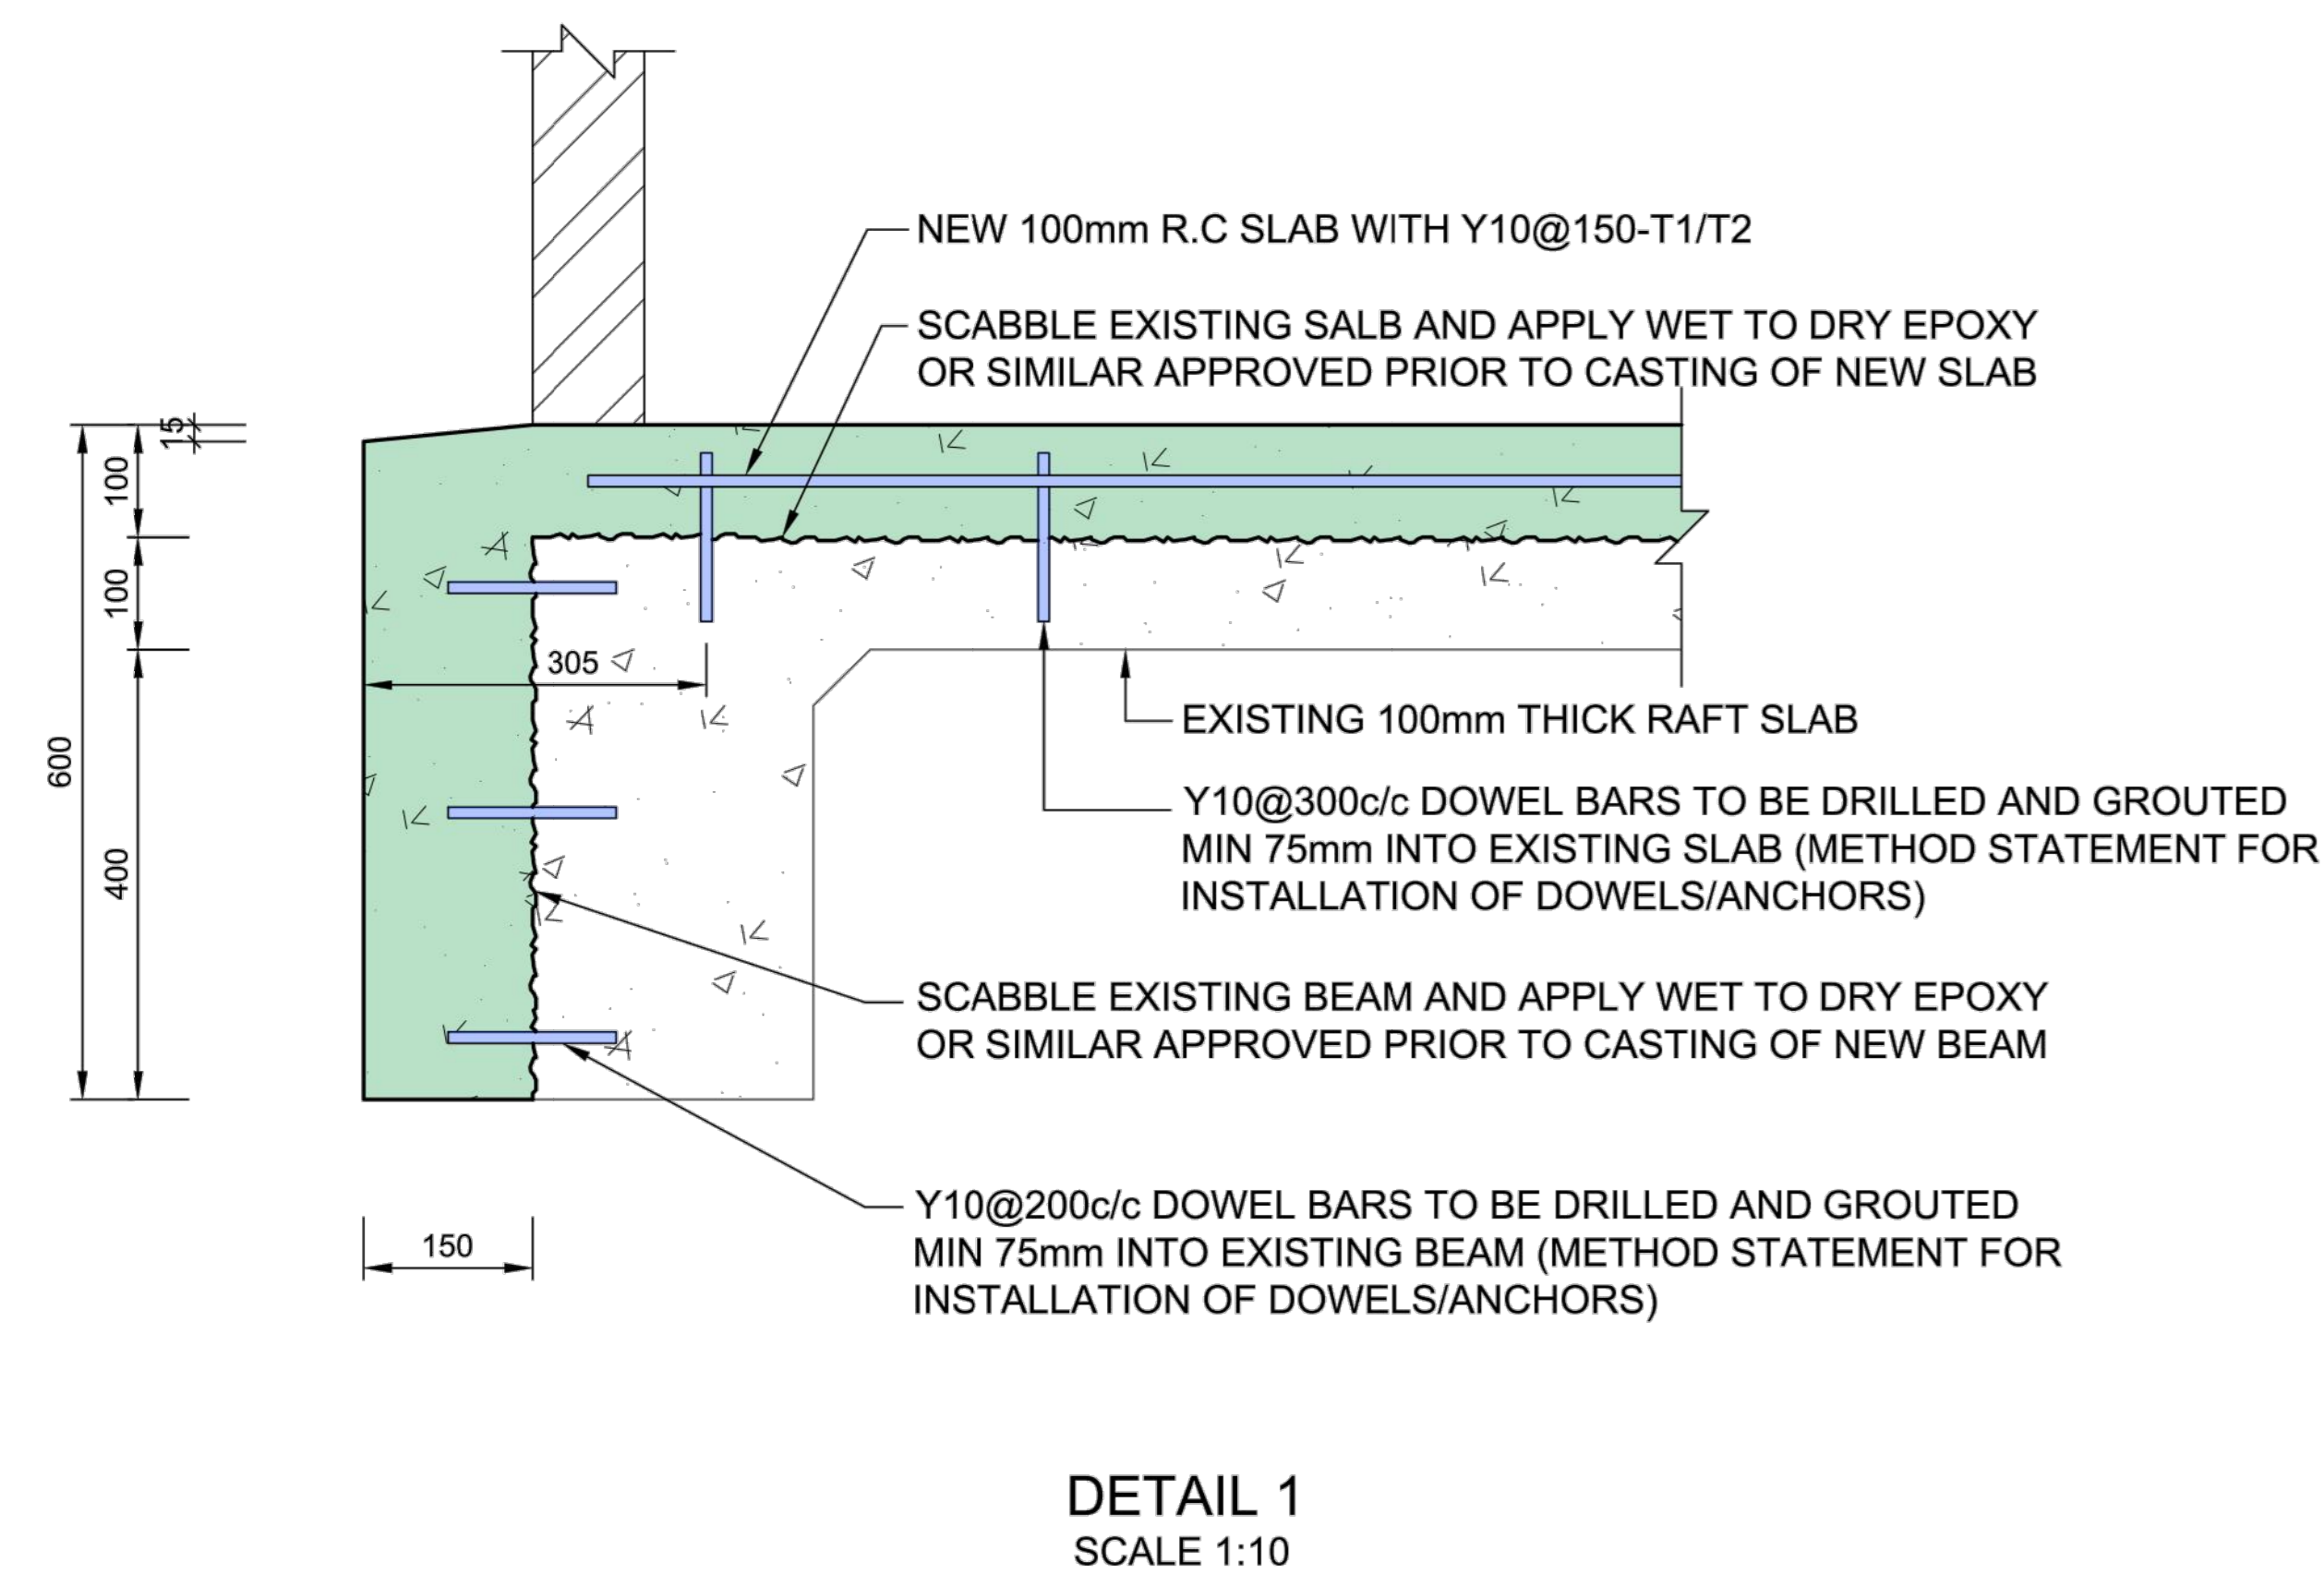 NEW 100mm R.C SLAB WITH Y10@150-T1/T2
SCABBLE EXISTING SALB AND APPLY WET TO DRY EPOXY
OR SIMILAR APPROVED PRIOR TO CASTING OF NEW SLAB
15
100
100
305
600
400
EXISTING 100mm THICK RAFT SLAB
Y10@300c/c DOWEL BARS TO BE DRILLED AND GROUTED
MIN 75mm INTO EXISTING SLAB (METHOD STATEMENT FOR
INSTALLATION OF DOWELS/ANCHORS)
SCABBLE EXISTING BEAM AND APPLY WET TO DRY EPOXY
OR SIMILAR APPROVED PRIOR TO CASTING OF NEW BEAM
Y10@200c/c DOWEL BARS TO BE DRILLED AND GROUTED
MIN 75mm INTO EXISTING BEAM (METHOD STATEMENT FOR
INSTALLATION OF DOWELS/ANCHORS)
150
DETAIL 1
SCALE 1:10